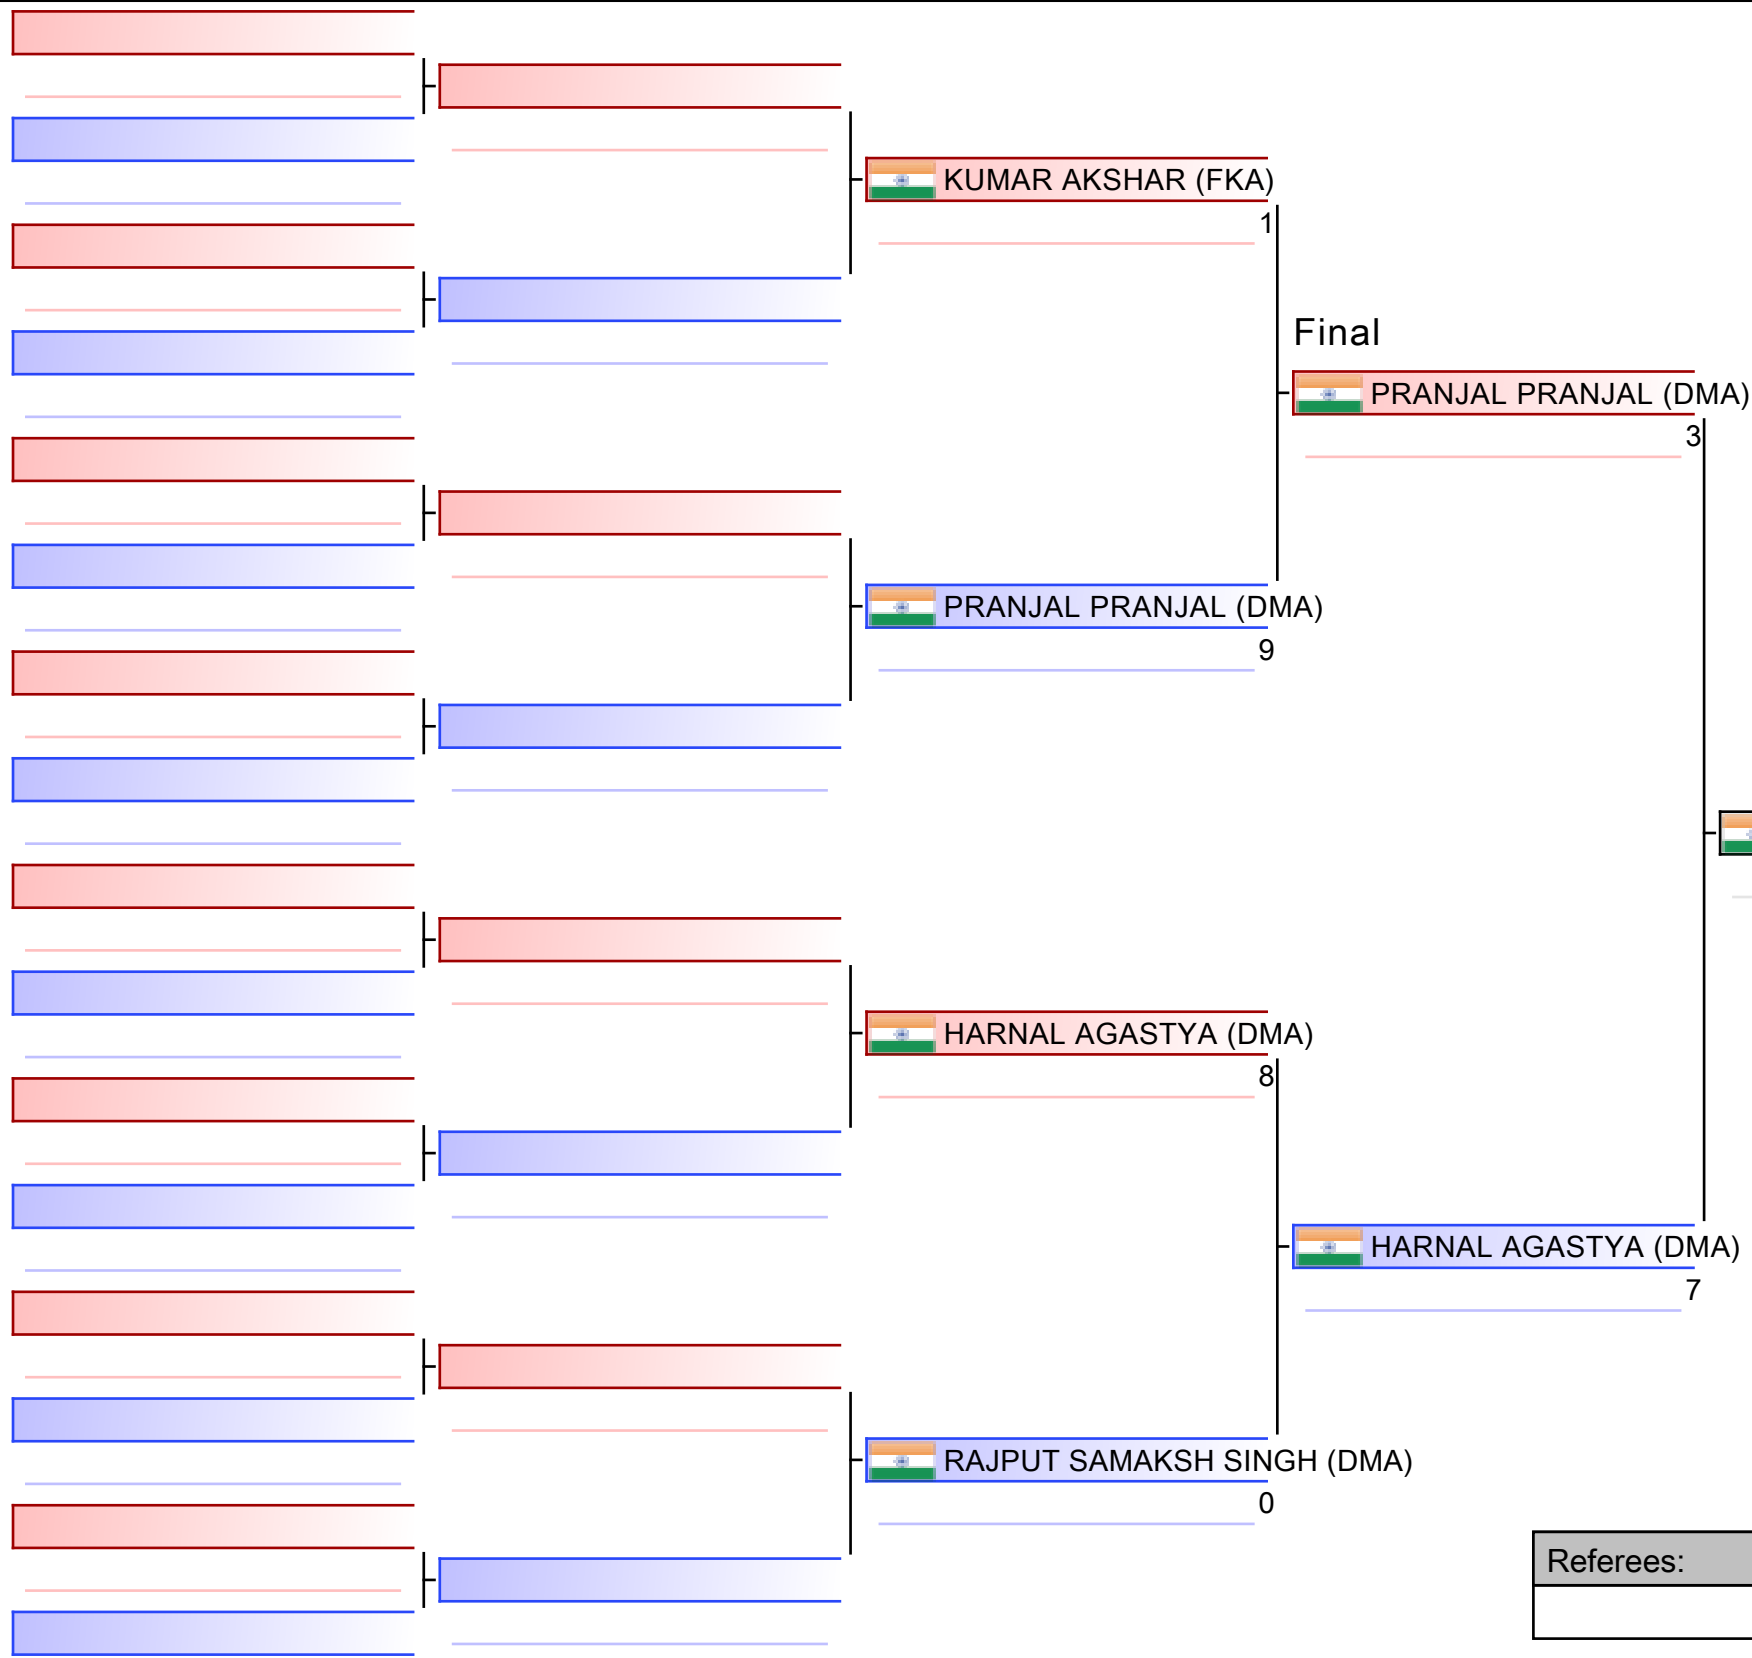 KUMAR AKSHAR (FKA)
1
Final
PRANJAL PRANJAL (DMA)
3
PRANJAL PRANJAL (DMA)
9
HARNAL AGASTYA (DMA)
8
HARNAL AGASTYA (DMA)
7
RAJPUT SAMAKSH SINGH (DMA)
0
Referees: